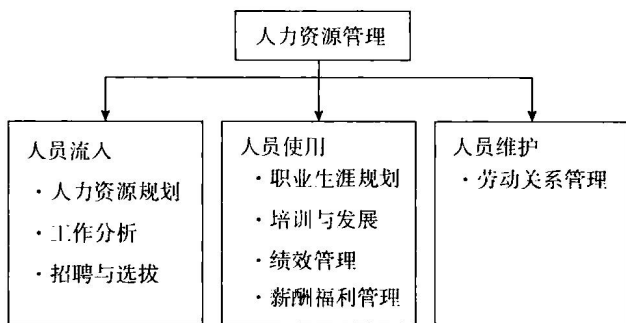 人力资源管理
人员流入
· 人力资源规划
· 工作分析
· 招聘与选拔
人员使用
· 职业生涯规划
· 培训与发展
· 绩效管理
· 薪酬福利管理
人员维护
· 劳动关系管理